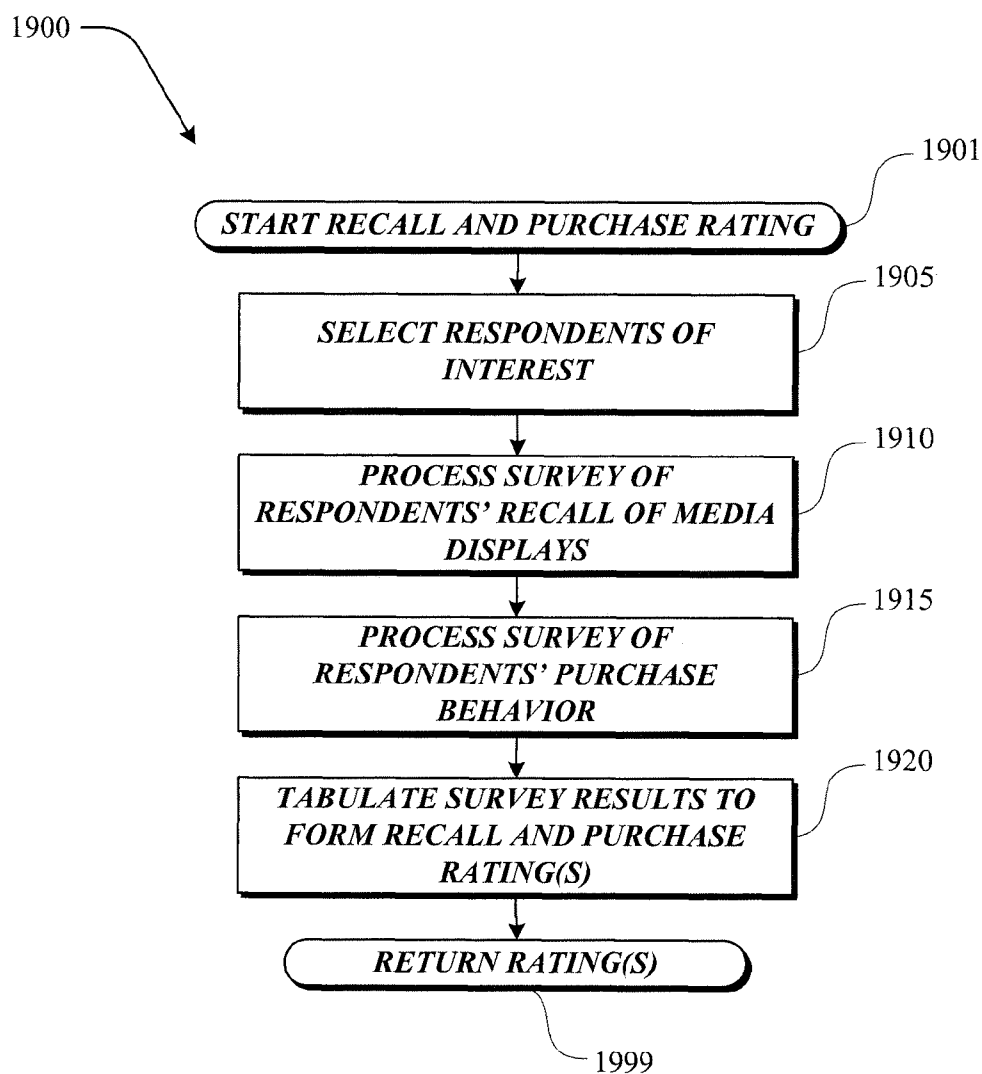 1900
1901
START RECALL AND PURCHASE RATING
1905
SELECT RESPONDENTS OF
INTEREST
1910
PROCESS SURVEY OF
RESPONDENTS’ RECALL OF MEDIA
DISPLAYS
1915
PROCESS SURVEY OF
RESPONDENTS’ PURCHASE
BEHAVIOR
1920
TABULATE SURVEY RESULTS TO
FORM RECALL AND PURCHASE
RATING(S)
RETURN RATING(S)
1999